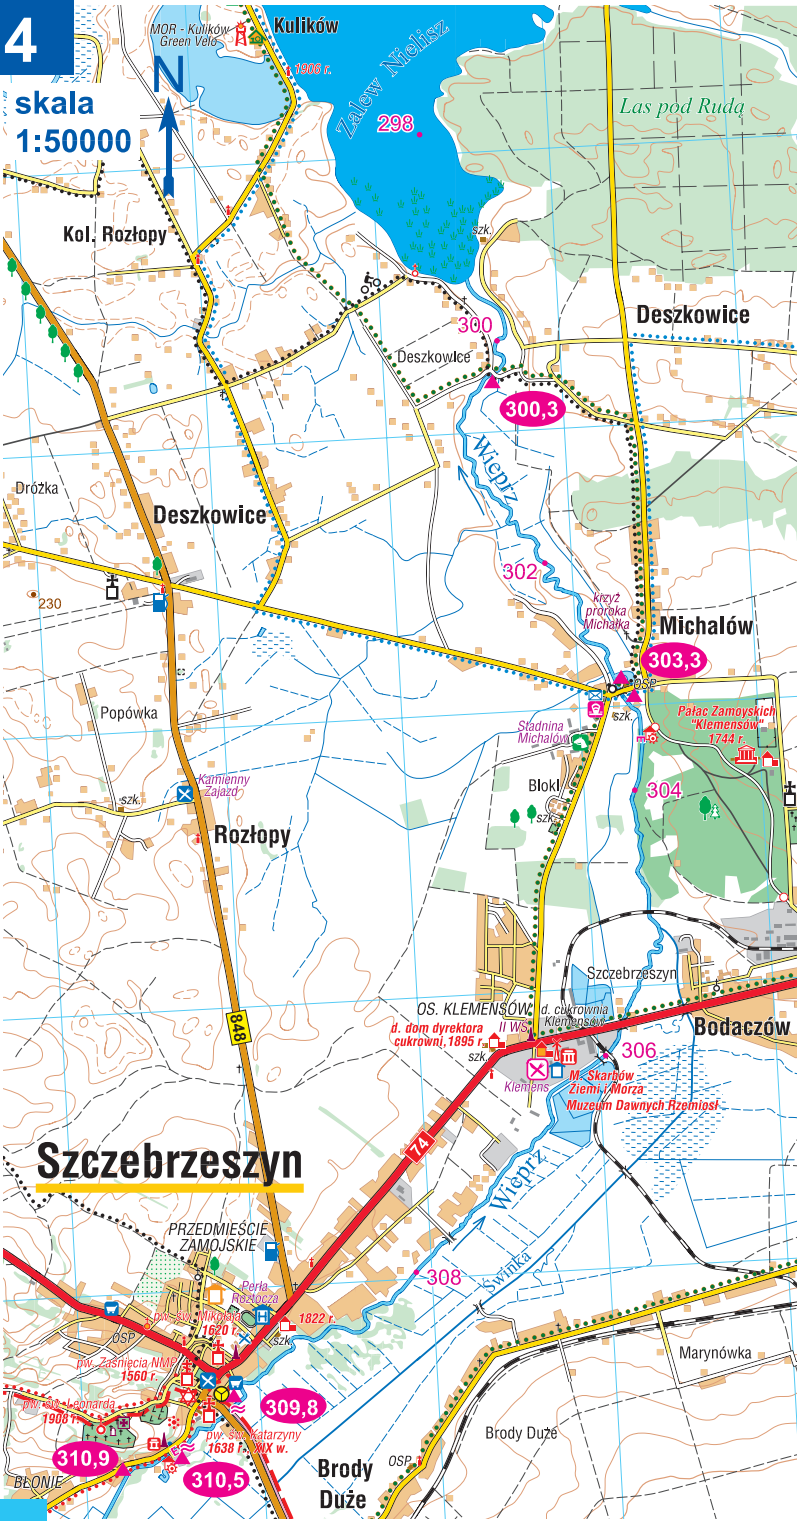 4
skala
1:50000
N
MOR - Kulików
Green Velo
Kulików
1906 r.
Zalew Nielisz
298
Las pod Rudą
Kol. Rozłopy
szk.
300
Deszkowice
Deszkowice
300,3
Wieprz
Dróżka
Deszkowice
302
230
krzyż
proroka
Michałka
Michalów
303,3
OSP
szk.
Popówka
Stadnina
Michalów
Pałac Zamoyskich
"Klemensów"
1744 r.
Kamienny
Zajazd
szk.
Bloki
304
szk.
Rozłopy
Szczebrzeszyn
OS. KLEMENSÓW
d. cukrownia
Klemensów
II WŚ
d. dom dyrektora
cukrowni, 1895 r.
szk.
848
Bodaczów
306
Klemens
M. Skarbów
Ziemi i Morza
Muzeum Dawnych Rzemiosł
74
Szczebrzeszyn
Wieprz
PRZEDMIEŚCIE
ZAMOJSKIE
Świnka
308
Perła
Roztocza
pw. św. Mikołaja
1620 r.
1822 r.
OSP
szk.
Marynówka
pw. Zaśnięcia NMP
1560 r.
pw. św. Leonarda
1908 r.
309,8
pw. św. Katarzyny
1638 r., XIX w.
Brody Duże
310,9
OSP
310,5
BŁONIE
Brody
Duże